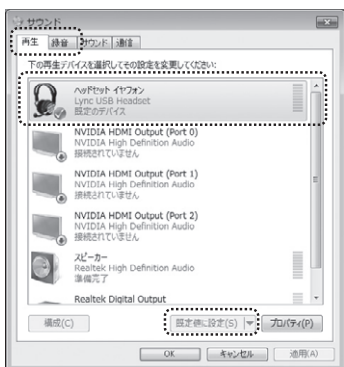 サウンド
再生 録音 サウンド 通信
下の再生デバイスを選択してその設定を変更してください:
ヘッドセット イヤフォン
Lync USB Headset
既定のデバイス
NVIDIA HDMI Output (Port 0)
NVIDIA High Definition Audio
接続されていません
NVIDIA HDMI Output (Port 1)
NVIDIA High Definition Audio
接続されていません
NVIDIA HDMI Output (Port 2)
NVIDIA High Definition Audio
接続されていません
スピーカー
Realtek High Definition Audio
準備完了
Realtek Digital Output
構成(C) 既定値に設定(S) プロパティ(P)
OK キャンセル 適用(A)